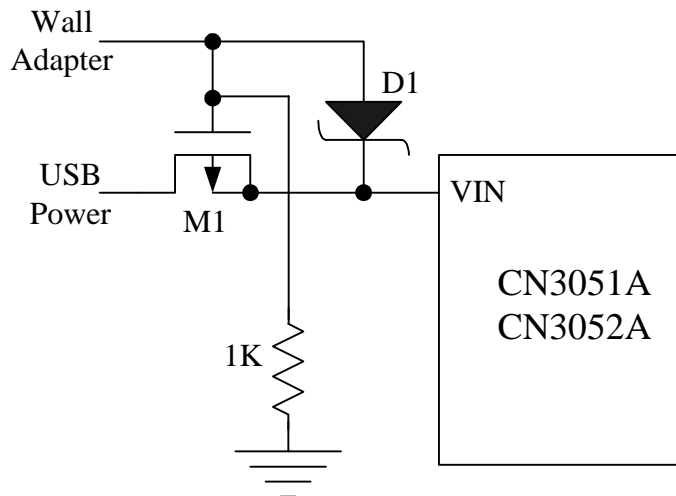 Wall
Adapter
D1
USB
Power
M1
VIN
CN3051A
CN3052A
1K